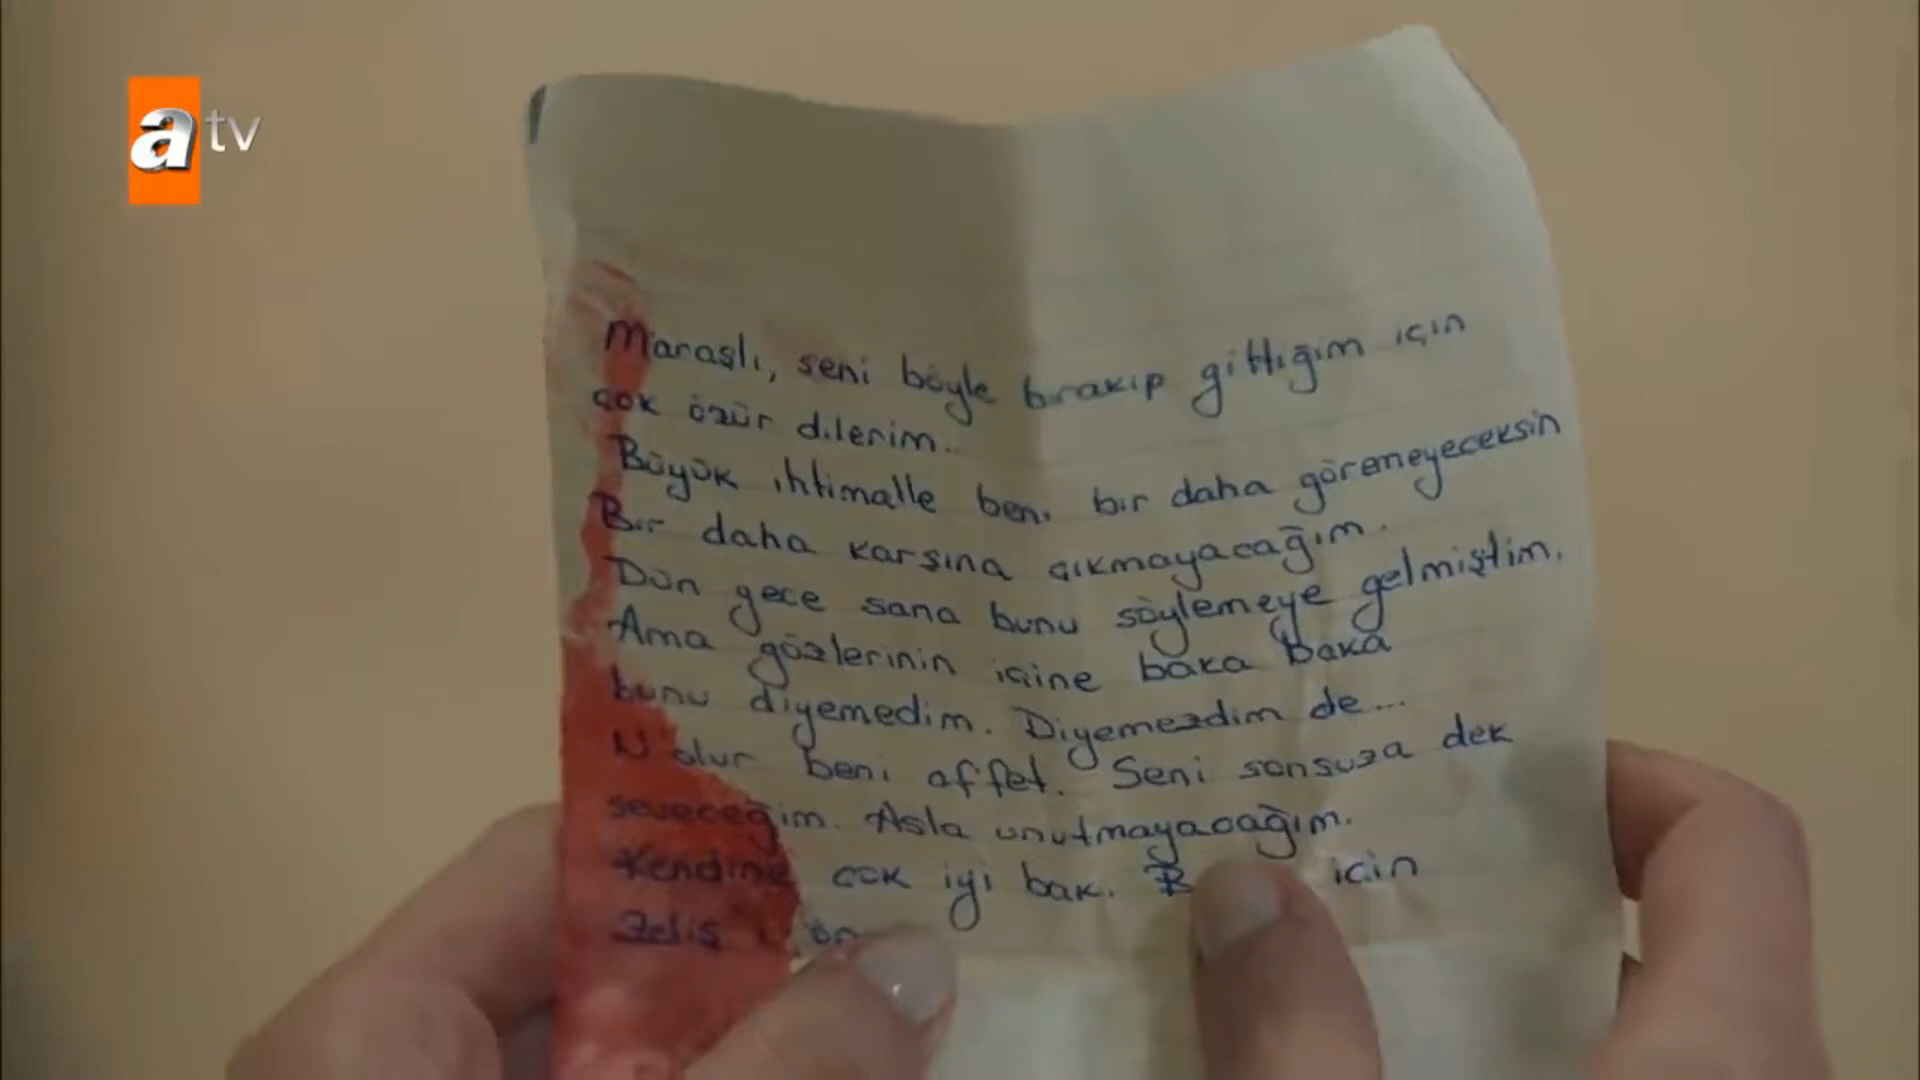 atv
Maraşlı, seni böyle bırakıp gittiğim için
çok özür dilerim.
Büyük ihtimalle beni bir daha göremeyeceksin
Bir daha karşına çıkmayacağım.
Dün gece sana bunu söylemeye gelmiştim.
Ama gözlerinin içine baka baka
bunu diyemedim. Diyemezdim de...
N'olur beni affet. Seni sonsuza dek
seveceğim. Asla unutmayacağım.
Kendine çok iyi bak. için
Zeliş